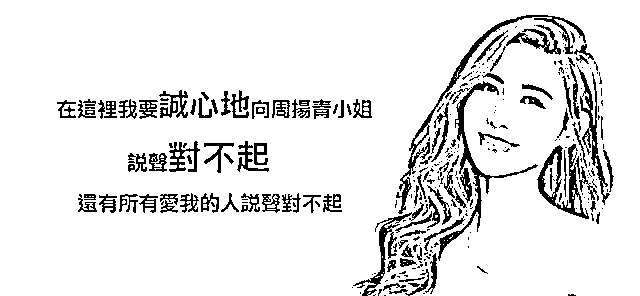 在這裡我要誠心地向周揚青小姐
説聲對不起
還有所有愛我的人説聲對不起